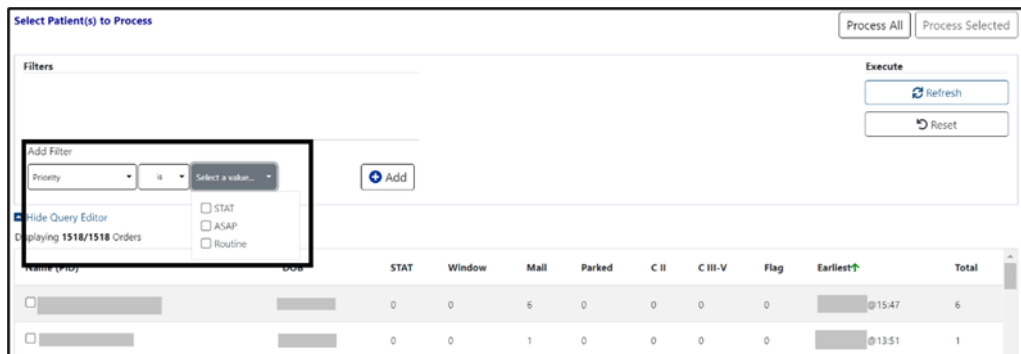 Select Patient(s) to Process
Process All
Process Selected
Filters
Execute
Refresh
Reset
Add Filter
Priority
is
Select a value...
Add
STAT
ASAP
Routine
Hide Query Editor
Displaying 1518/1518 Orders
Name (PID) DOB STAT Window Mail Parked C II C III-V Flag Earliest Total
0 0 6 0 0 0 0 @15:47 6
0 0 1 0 0 0 0 @13:51 1